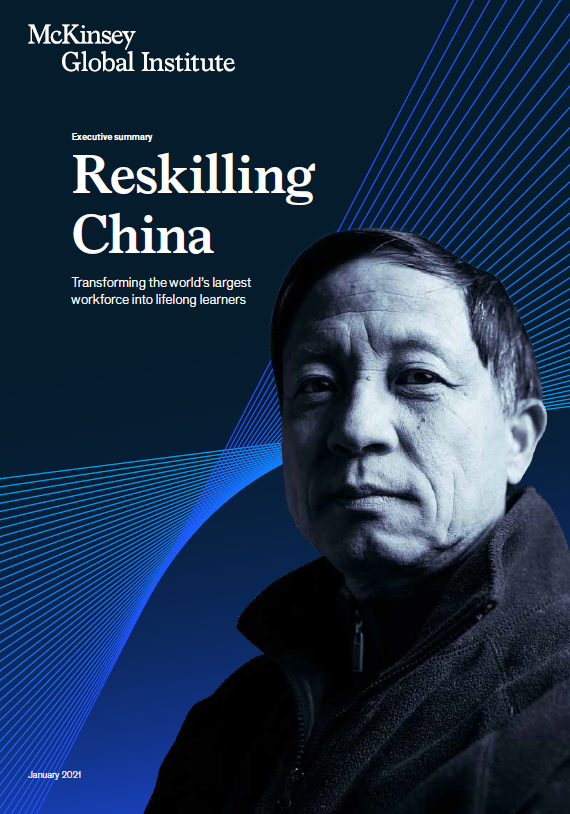 McKinsey
Global Institute
Executive summary
Reskilling
China
Transforming the world's largest
workforce into lifelong learners
January 2021